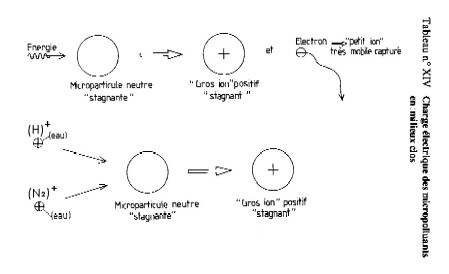 Tableau n° XIV Charge électrique des micropolluants
en milieux clos
Energie
Microparticule neutre
"stagnante"
+
"Gros ion" positif
"stagnant"
et
Electron
"petit ion"
très mobile capturé
(H)+
(eau)
(N2)+
(eau)
Microparticule neutre
"stagnante"
+
"Gros ion" positif
"stagnant"